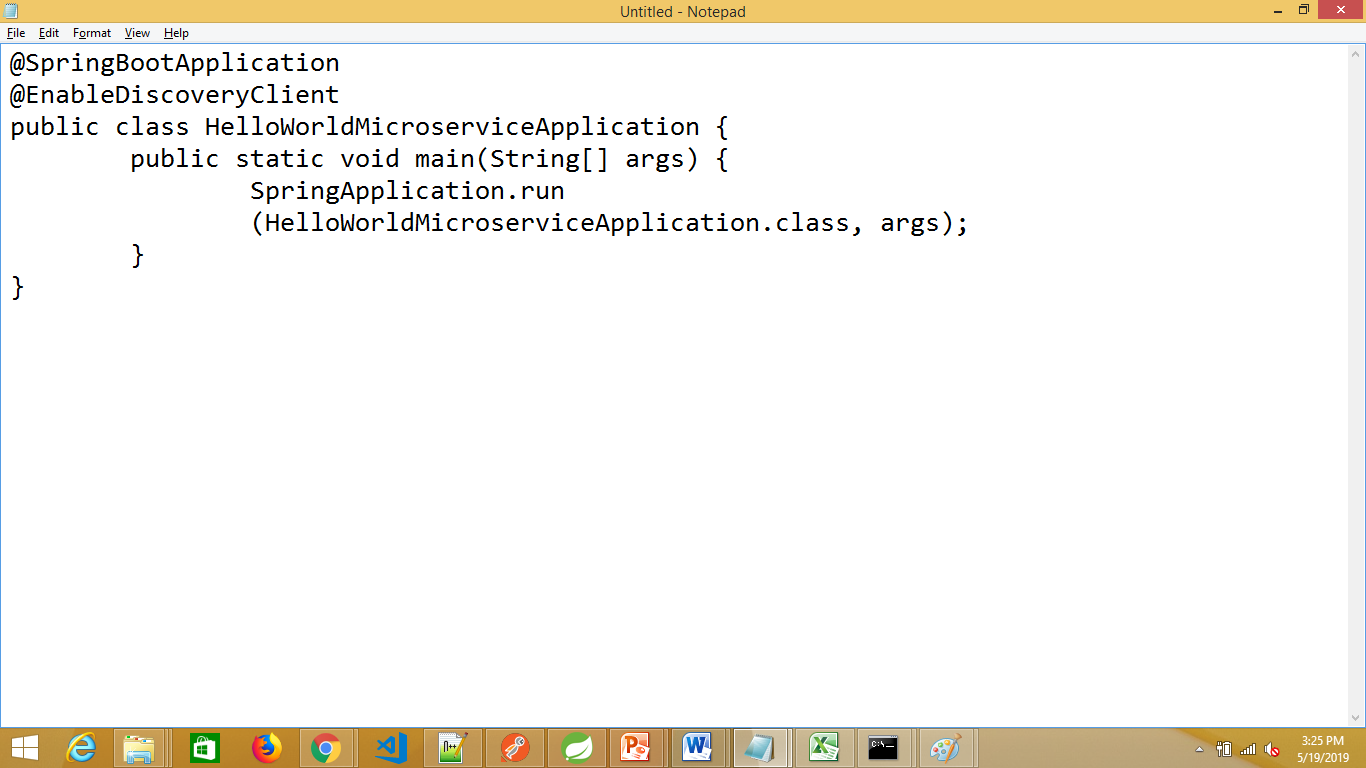 Untitled - Notepad
File Edit Format View Help
@SpringBootApplication
@EnableDiscoveryClient
public class HelloWorldMicroserviceApplication {
public static void main(String[] args) {
SpringApplication.run
(HelloWorldMicroserviceApplication.class, args);
}
}
3:25 PM
5/19/2019